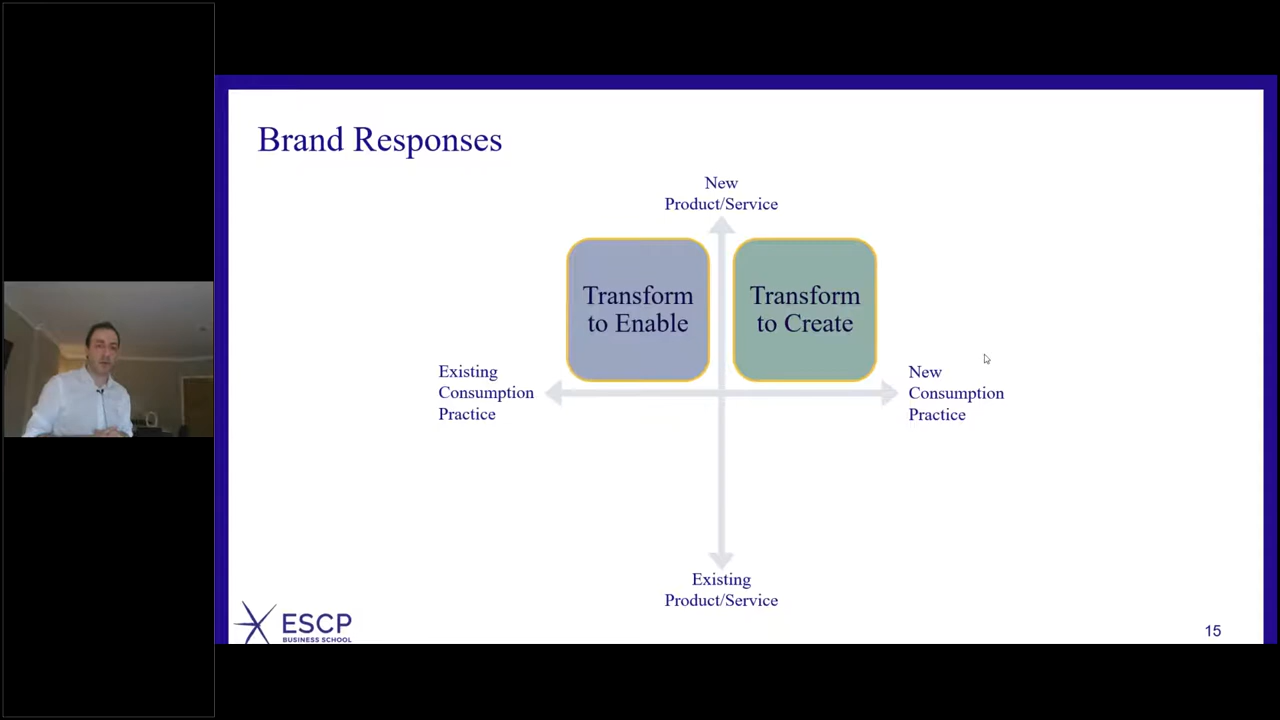 Brand Responses
New
Product/Service
Transform
to Enable
Transform
to Create
Existing
Consumption
Practice
New
Consumption
Practice
Existing
Product/Service
ESCP
BUSINESS SCHOOL
15